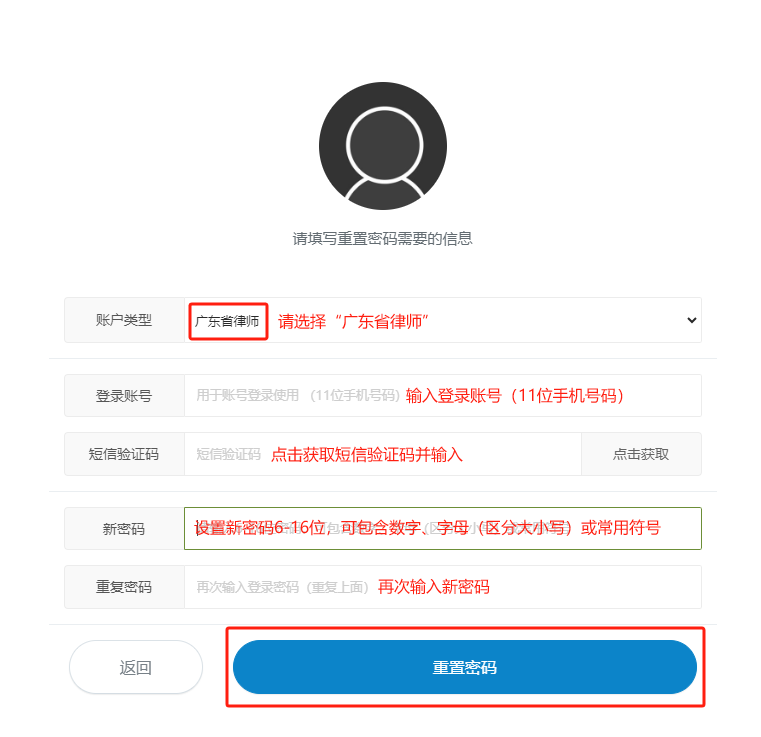 请填写重置密码需要的信息
账户类型 广东省律师 请选择“广东省律师”
登录账号 用于账号登录使用 （11位手机号码） 输入登录账号（11位手机号码）
短信验证码 短信验证码 点击获取短信验证码并输入 点击获取
新密码 设置新密码6-16位，可包含数字、字母（区分大小写）或常用符号
重复密码 再次输入登录密码（重复上面） 再次输入新密码
返回 重置密码